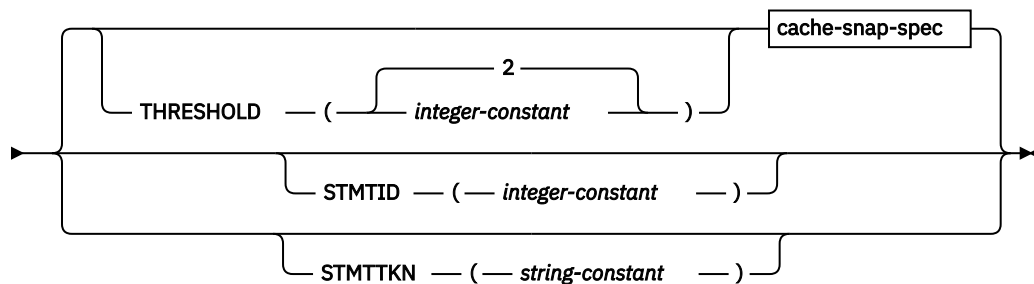 cache-snap-spec
2
THRESHOLD ( integer-constant )
STMTID ( integer-constant )
STMTTKN ( string-constant )